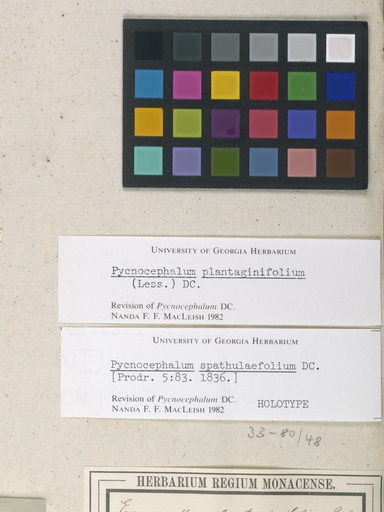 UNIVERSITY OF GEORGIA HERBARIUM
Pycnocephalum plantaginifolium
(Less.) DC.
Revision of Pycnocephalum DC.
NANDA F. F. MACLEISH 1982
UNIVERSITY OF GEORGIA HERBARIUM
Pycnocephalum spathulaefolium DC.
[Prodr. 5:83. 1836.]
Revision of Pycnocephalum DC.
NANDA F. F. MACLEISH 1982 HOLOTYPE
33-80/48
HERBARIUM REGIUM MONACENSE.